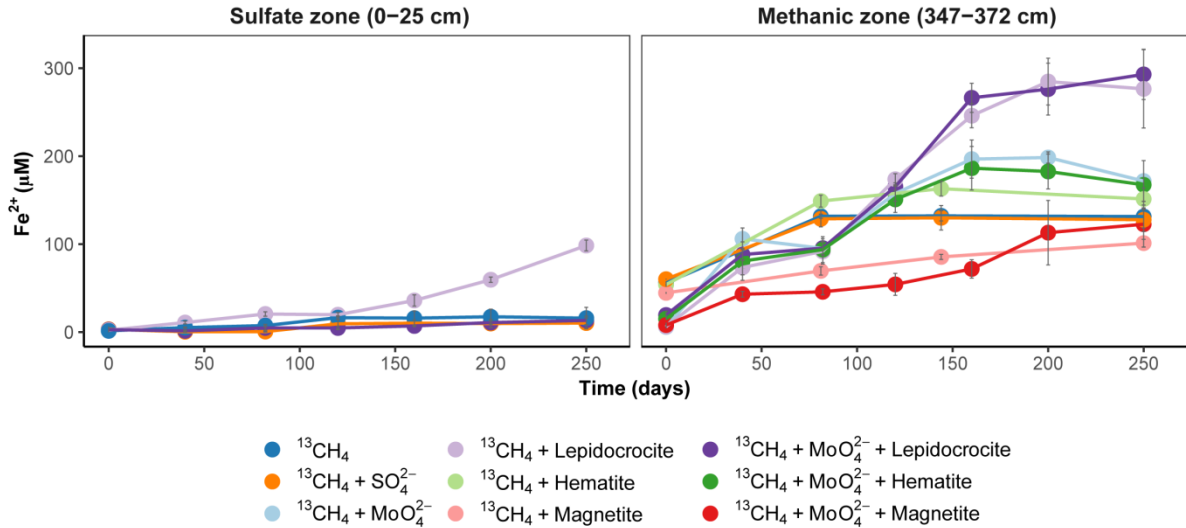 Sulfate zone (0−25 cm) Methanic zone (347−372 cm)
Fe²⁺ (µM)
300
200
100
0
0 50 100 150 200 250 0 50 100 150 200 250
Time (days)
¹³CH₄ ¹³CH₄ + Lepidocrocite ¹³CH₄ + MoO₄²⁻ + Lepidocrocite
¹³CH₄ + SO₄²⁻ ¹³CH₄ + Hematite ¹³CH₄ + MoO₄²⁻ + Hematite
¹³CH₄ + MoO₄²⁻ ¹³CH₄ + Magnetite ¹³CH₄ + MoO₄²⁻ + Magnetite